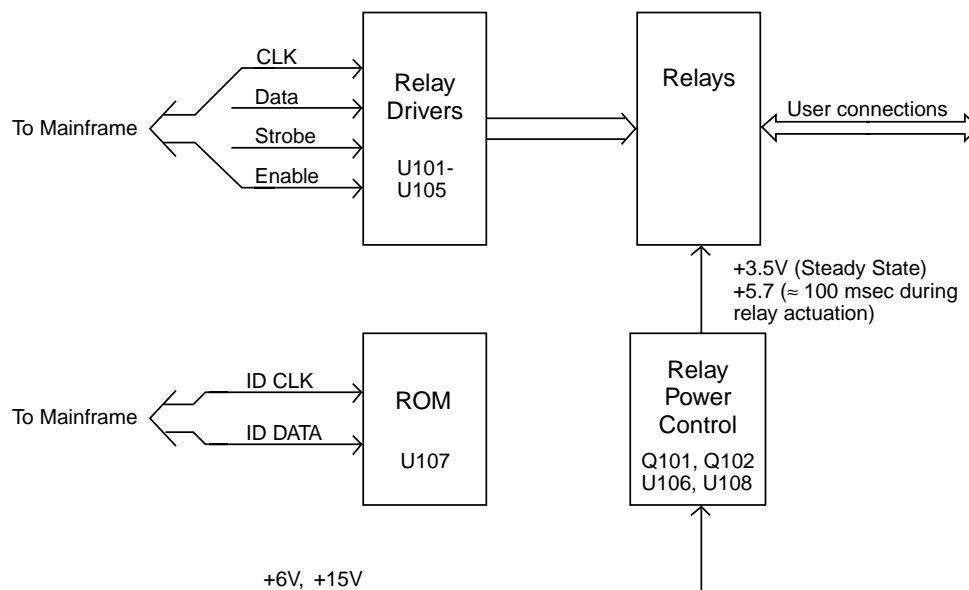 CLK
Data
Strobe
Enable
To Mainframe
Relay
Drivers
U101-
U105
Relays
User connections
+3.5V (Steady State)
+5.7 (≈ 100 msec during
relay actuation)
ID CLK
ID DATA
To Mainframe
ROM
U107
Relay
Power
Control
Q101, Q102
U106, U108
+6V, +15V